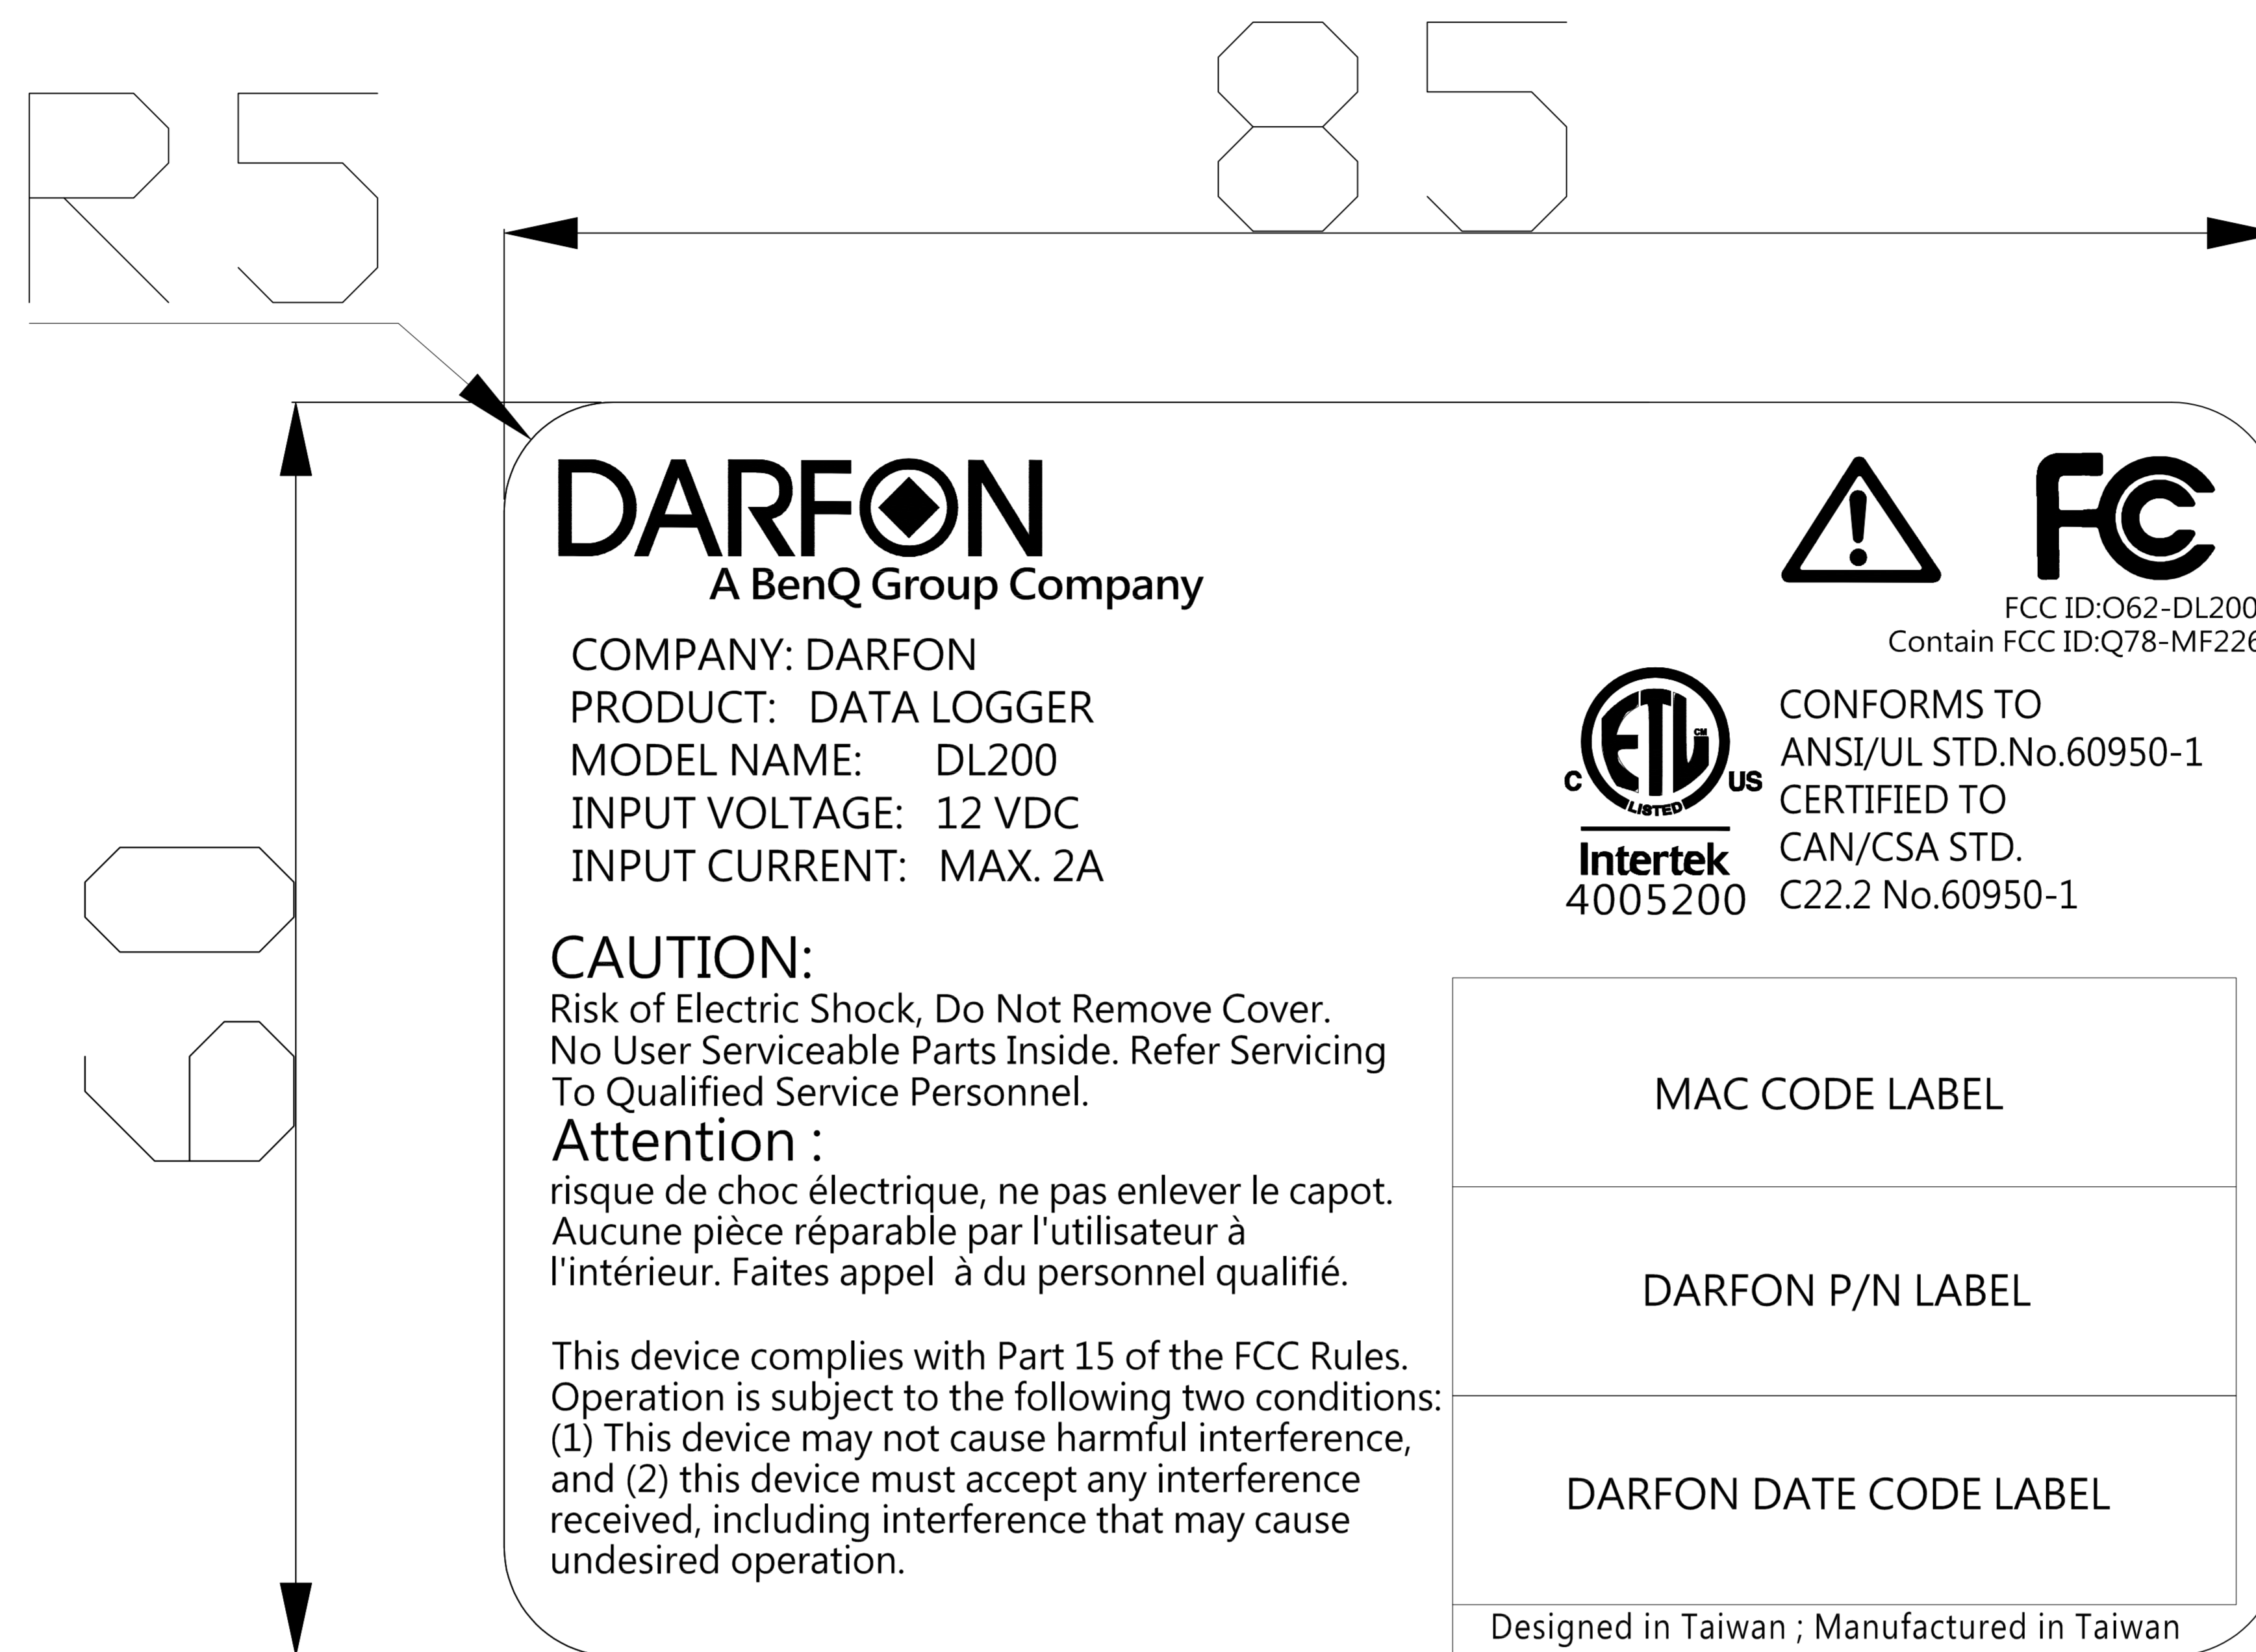 R5
85
60
DARFON
A BenQ Group Company
FCC
FCC ID:O62-DL200
Contain FCC ID:Q78-MF226
COMPANY: DARFON
PRODUCT: DATA LOGGER
MODEL NAME: DL200
INPUT VOLTAGE: 12 VDC
INPUT CURRENT: MAX. 2A
ETL CM
C US
LISTED
Intertek
4005200
CONFORMS TO
ANSI/UL STD.No.60950-1
CERTIFIED TO
CAN/CSA STD.
C22.2 No.60950-1
CAUTION:
Risk of Electric Shock, Do Not Remove Cover.
No User Serviceable Parts Inside. Refer Servicing
To Qualified Service Personnel.
Attention :
risque de choc électrique, ne pas enlever le capot.
Aucune pièce réparable par l'utilisateur à
l'intérieur. Faites appel  à du personnel qualifié.
This device complies with Part 15 of the FCC Rules.
Operation is subject to the following two conditions:
(1) This device may not cause harmful interference,
and (2) this device must accept any interference
received, including interference that may cause
undesired operation.
MAC CODE LABEL
DARFON P/N LABEL
DARFON DATE CODE LABEL
Designed in Taiwan ; Manufactured in Taiwan